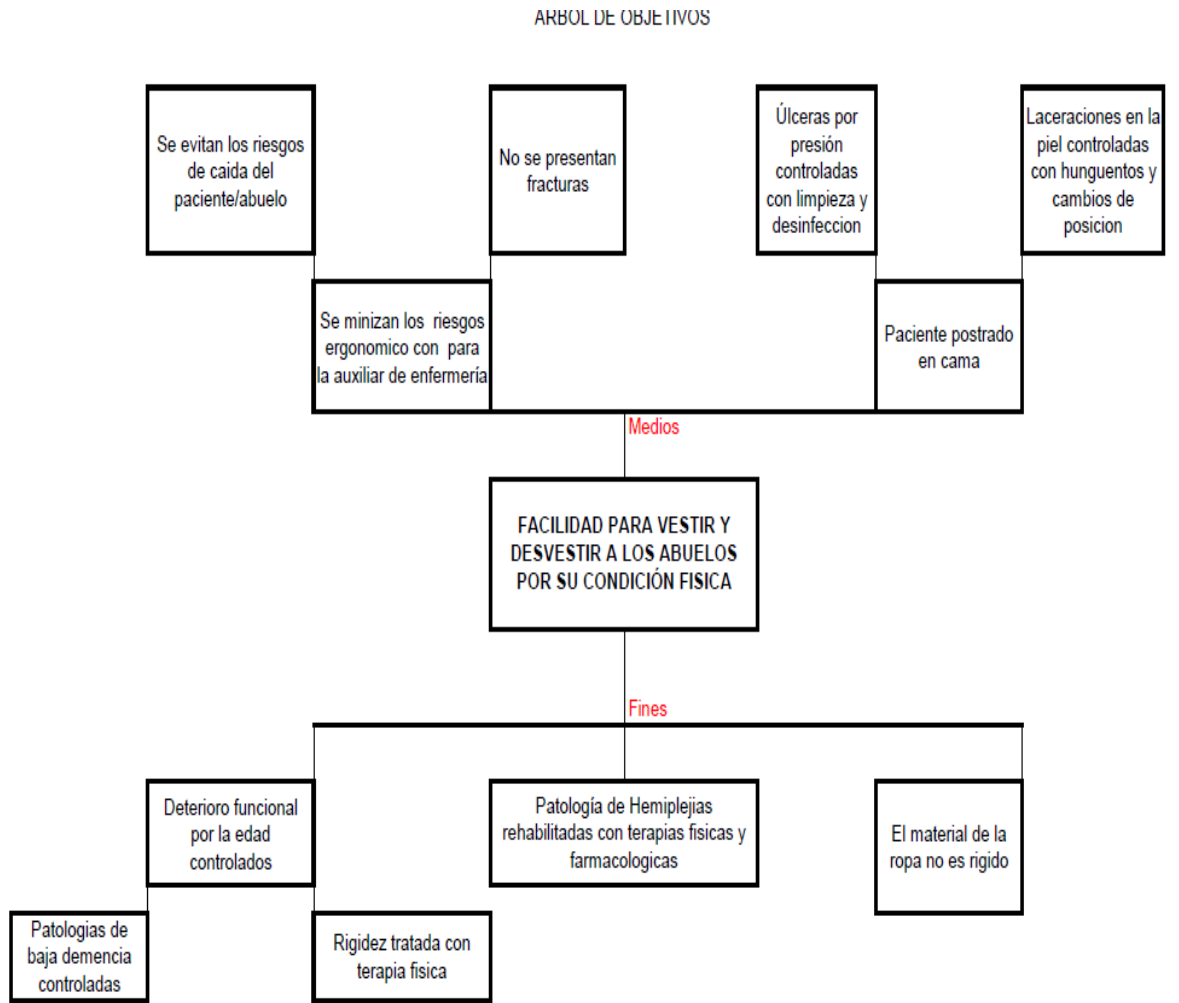 ARBOL DE OBJETIVOS
Se evitan los riesgos
de caida del
paciente/abuelo
No se presentan
fracturas
Úlceras por
presión
controladas
con limpieza y
desinfeccion
Laceraciones en la
piel controladas
con hunguentos y
cambios de
posicion
Se minizan los riesgos
ergonomico con para
la auxiliar de enfermería
Paciente postrado
en cama
Medios
FACILIDAD PARA VESTIR Y
DESVESTIR A LOS ABUELOS
POR SU CONDICIÓN FISICA
Fines
Deterioro funcional
por la edad
controlados
Patología de Hemiplejias
rehabilitadas con terapias fisicas y
farmacologicas
El material de la
ropa no es rigido
Patologias de
baja demencia
controladas
Rigidez tratada con
terapia fisica